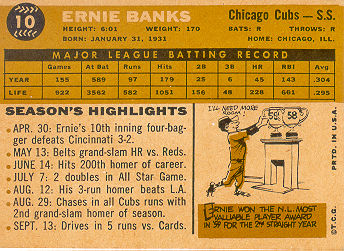 10
ERNIE BANKS
Chicago Cubs — S.S.
HEIGHT: 6:01 WEIGHT: 170 BATS: R THROWS: R
BORN: JANUARY 31, 1931 HOME: CHICAGO, ILL.
MAJOR LEAGUE BATTING RECORD
Games At Bat Runs Hits 2B 3B HR RBI Avg.
YEAR 155 589 97 179 25 6 45 143 .304
LIFE 922 3562 582 1051 156 48 228 661 .295
SEASON'S HIGHLIGHTS
• APR. 30: Ernie's 10th inning four-bag-
ger defeats Cincinnati 3-2.
• MAY 13: Belts grand-slam HR vs. Reds.
• JUNE 14: Hits 200th homer of career.
• JULY 7: 2 doubles in All Star Game.
• AUG. 12: His 3-run homer beats L.A.
• AUG. 29: Chases in all Cubs runs with
2nd grand-slam homer of season.
• SEPT. 13: Drives in 5 runs vs. Cards.
I'LL NEED
MORE
ROOM!
58 59
ERNIE WON THE N.L. MOST
VALUABLE PLAYER AWARD
IN '59 FOR THE 2ND STRAIGHT YEAR
©T.C.G. PRTD. IN U.S.A.